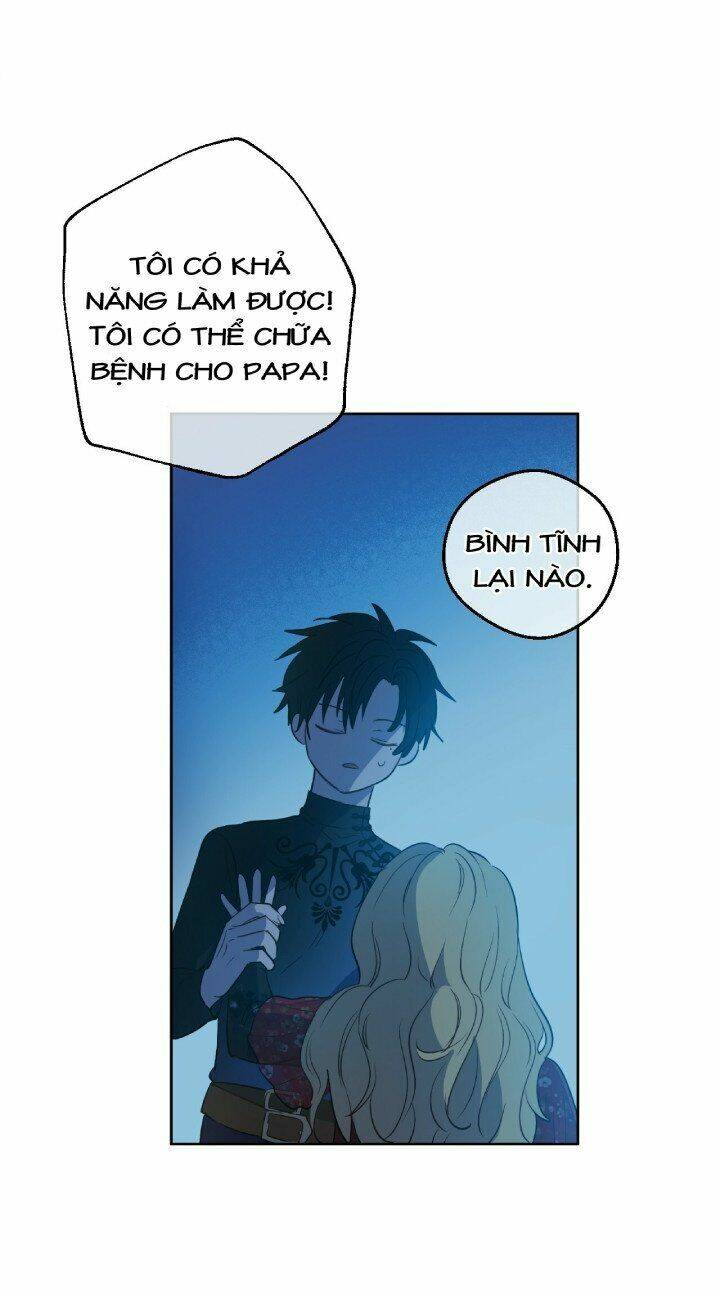 TÔI CÓ KHẢ
NĂNG LÀM ĐƯỢC!
TÔI CÓ THỂ CHỮA
BỆNH CHO PAPA!
BÌNH TĨNH
LẠI NÀO.